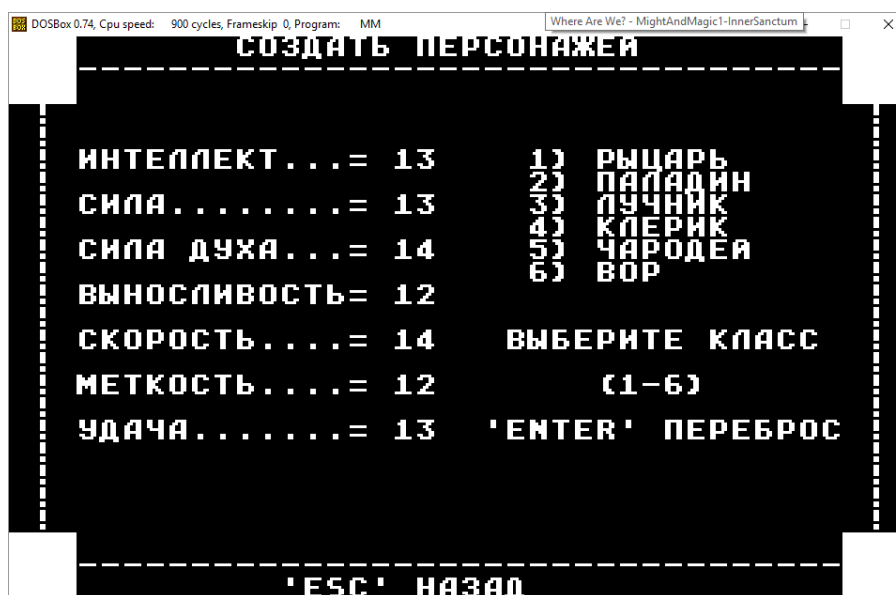 DOSBox 0.74, Cpu speed: 900 cycles, Frameskip 0, Program: MM
Where Are We? - MightAndMagic1-InnerSanctum
СОЗДАТЬ ПЕРСОНАЖЕЙ
ИНТЕЛЛЕКТ...= 13
СИЛА........= 13
СИЛА ДУХА...= 14
ВЫНОСЛИВОСТЬ= 12
СКОРОСТЬ....= 14
МЕТКОСТЬ....= 12
УДАЧА.......= 13
1) РЫЦАРЬ
2) ПАЛАДИН
3) ЛУЧНИК
4) КЛЕРИК
5) ЧАРОДЕЙ
6) ВОР
ВЫБЕРИТЕ КЛАСС
(1-6)
'ENTER' ПЕРЕБРОС
'ESC' НАЗАД